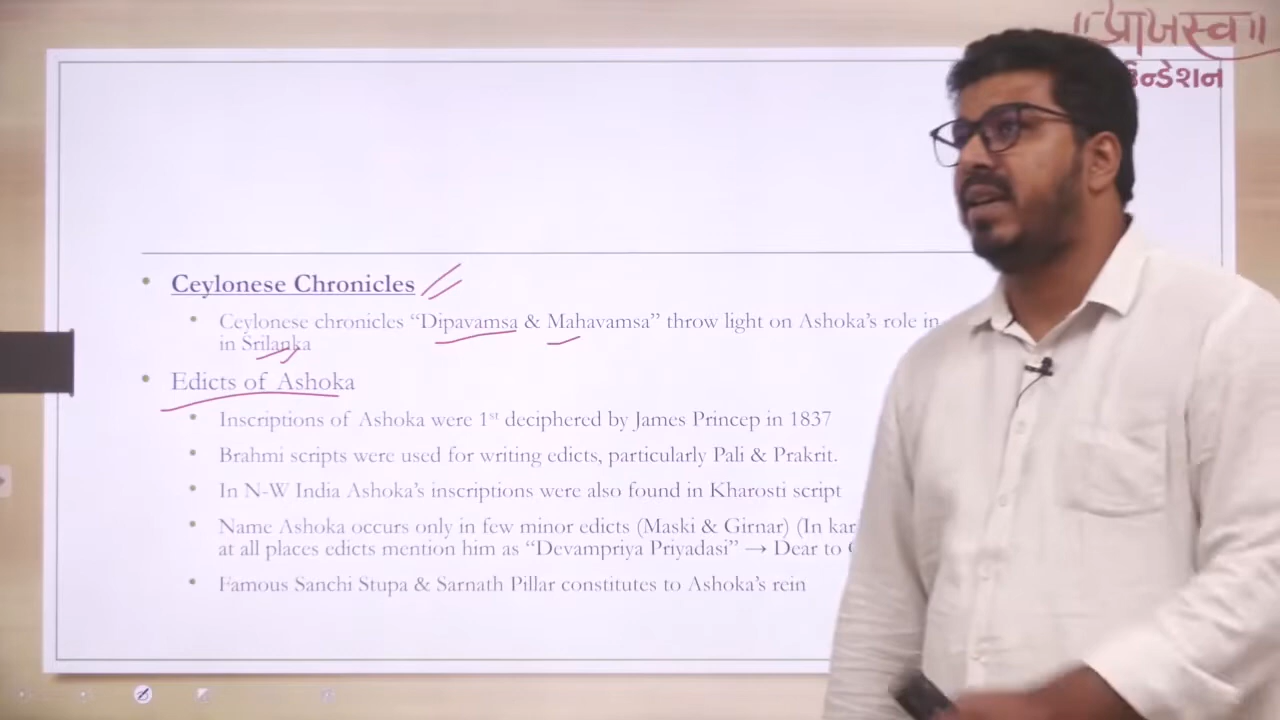 ॥પ્રાજસ્વ॥
ફાઉન્ડેશન
• Ceylonese Chronicles
• Ceylonese chronicles “Dipavamsa & Mahavamsa” throw light on Ashoka’s role in
in Srilanka
• Edicts of Ashoka
• Inscriptions of Ashoka were 1st deciphered by James Princep in 1837
• Brahmi scripts were used for writing edicts, particularly Pali & Prakrit.
• In N-W India Ashoka’s inscriptions were also found in Kharosti script
• Name Ashoka occurs only in few minor edicts (Maski & Girnar) (In
at all places edicts mention him as “Devampriya Priyadasi” → Dear to
• Famous Sanchi Stupa & Sarnath Pillar constitutes to Ashoka’s rein